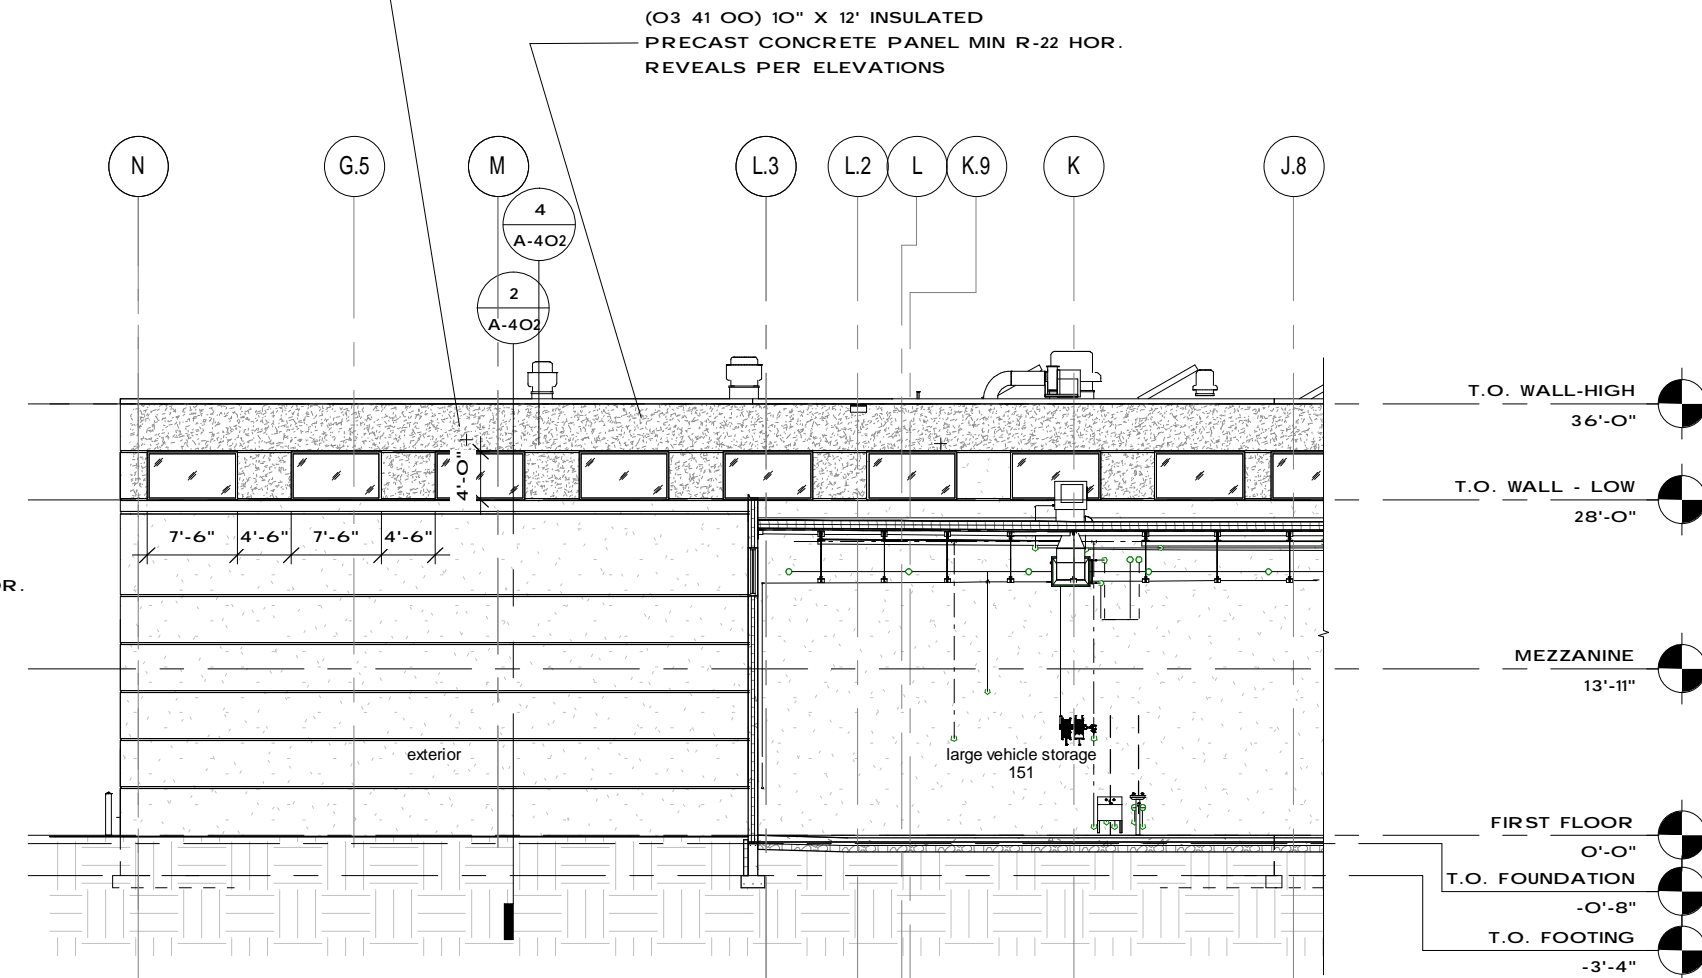 (03 41 00) 10" X 12' INSULATED
PRECAST CONCRETE PANEL MIN R-22 HOR.
REVEALS PER ELEVATIONS
N
G.5
M
L.3
L.2
L
K.9
K
J.8
4
A-402
2
A-402
T.O. WALL-HIGH
36'-0"
T.O. WALL - LOW
28'-0"
4'-0"
7'-6"
4'-6"
7'-6"
4'-6"
OR.
MEZZANINE
13'-11"
exterior
large vehicle storage
151
FIRST FLOOR
0'-0"
T.O. FOUNDATION
-0'-8"
T.O. FOOTING
-3'-4"